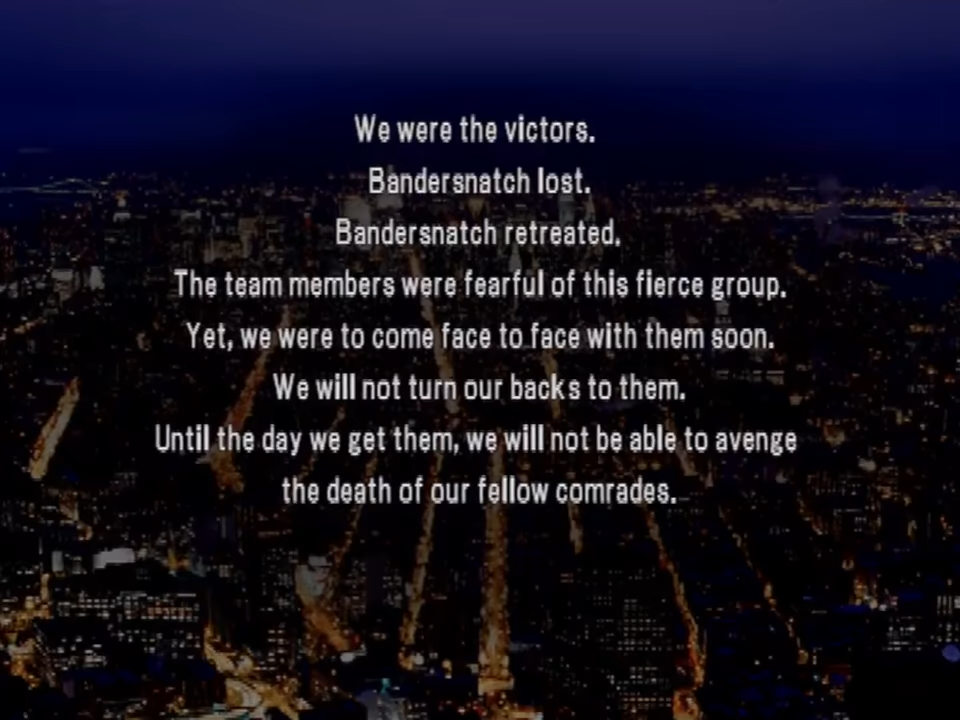 We were the victors.
Bandersnatch lost.
Bandersnatch retreated.
The team members were fearful of this fierce group.
Yet, we were to come face to face with them soon.
We will not turn our backs to them.
Until the day we get them, we will not be able to avenge
the death of our fellow comrades.